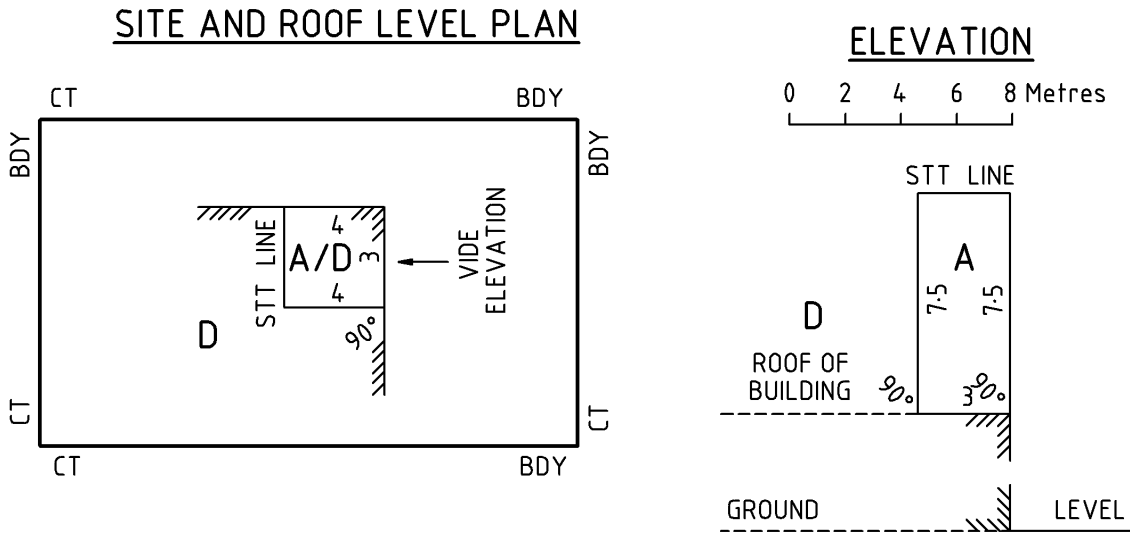 SITE AND ROOF LEVEL PLAN
CT
BDY
BDY
BDY
STT LINE
4
3
A/D
4
90°
D
VIDE
ELEVATION
CT
CT
CT
BDY
ELEVATION
0 2 4 6 8 Metres
STT LINE
A
7·5
7·5
D
ROOF OF
BUILDING
90°
3
90°
GROUND
LEVEL